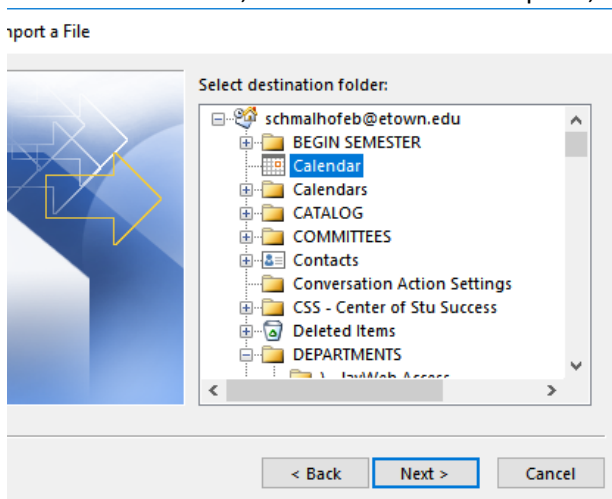 nport a File
Select destination folder:
schmalhofeb@etown.edu
BEGIN SEMESTER
Calendar
Calendars
CATALOG
COMMITTEES
Contacts
Conversation Action Settings
CSS - Center of Stu Success
Deleted Items
DEPARTMENTS
< Back Next > Cancel